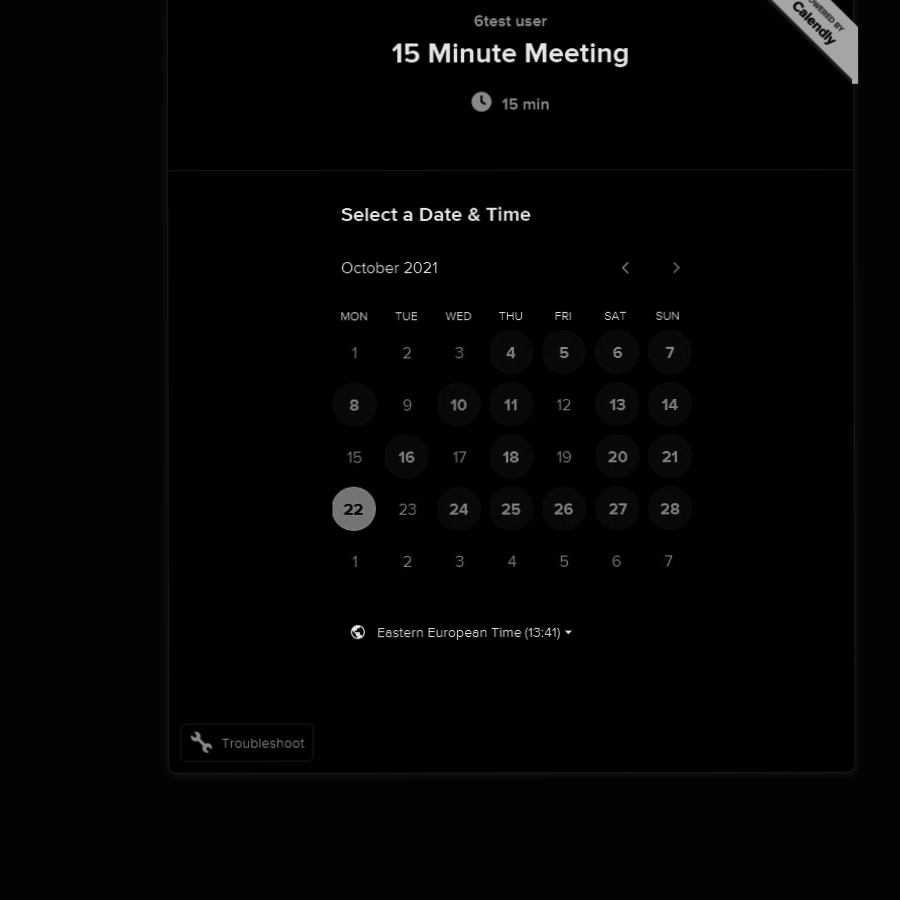 POWERED BY
Calendly
6test user
15 Minute Meeting
15 min
Select a Date & Time
October 2021
MON TUE WED THU FRI SAT SUN
1 2 3 4 5 6 7
8 9 10 11 12 13 14
15 16 17 18 19 20 21
22 23 24 25 26 27 28
1 2 3 4 5 6 7
Eastern European Time (13:41)
Troubleshoot